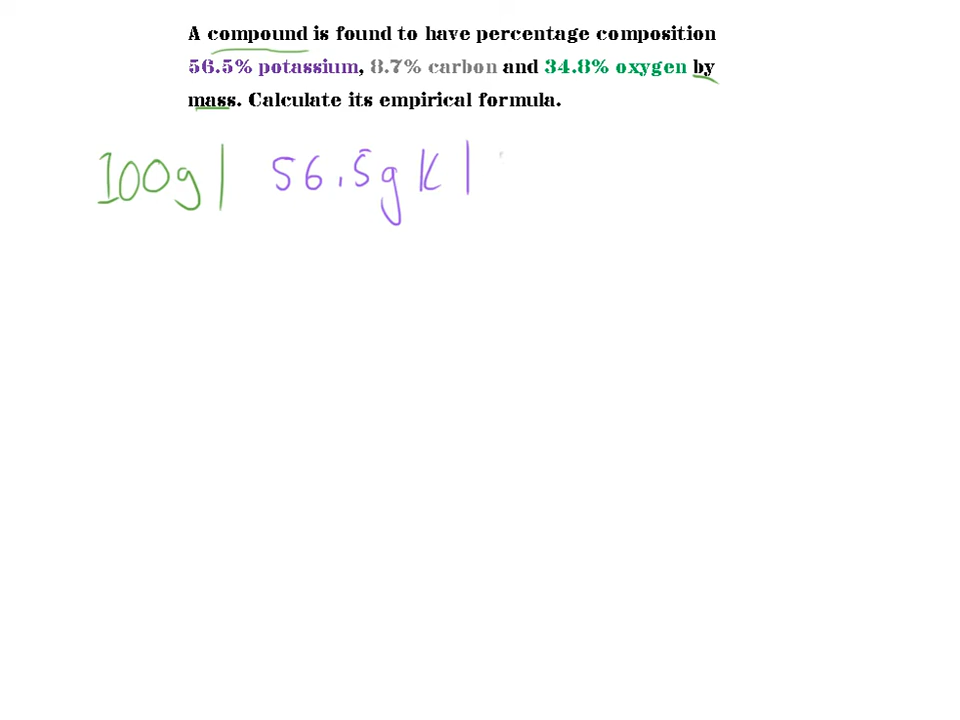 A compound is found to have percentage composition
56.5% potassium, 8.7% carbon and 34.8% oxygen by
mass. Calculate its empirical formula.
100g | 56.5g K |